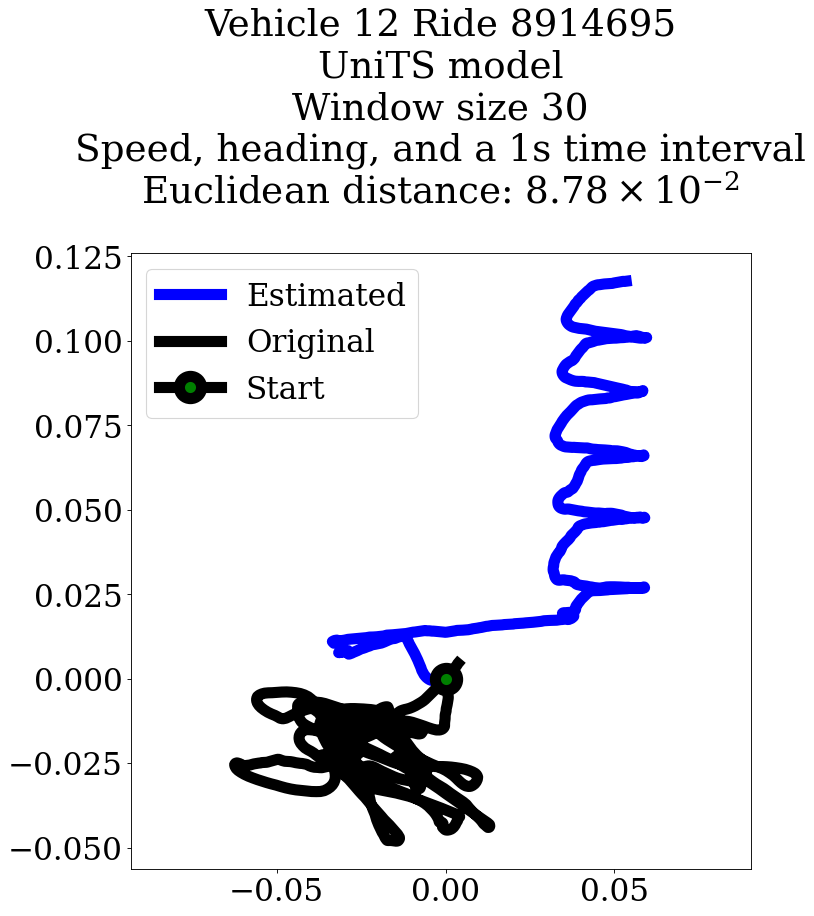 Vehicle 12 Ride 8914695
UniTS model
Window size 30
Speed, heading, and a 1s time interval
Euclidean distance: 8.78 × 10⁻²
0.125
0.100
0.075
0.050
0.025
0.000
−0.025
−0.050
Estimated
Original
Start
−0.05
0.00
0.05